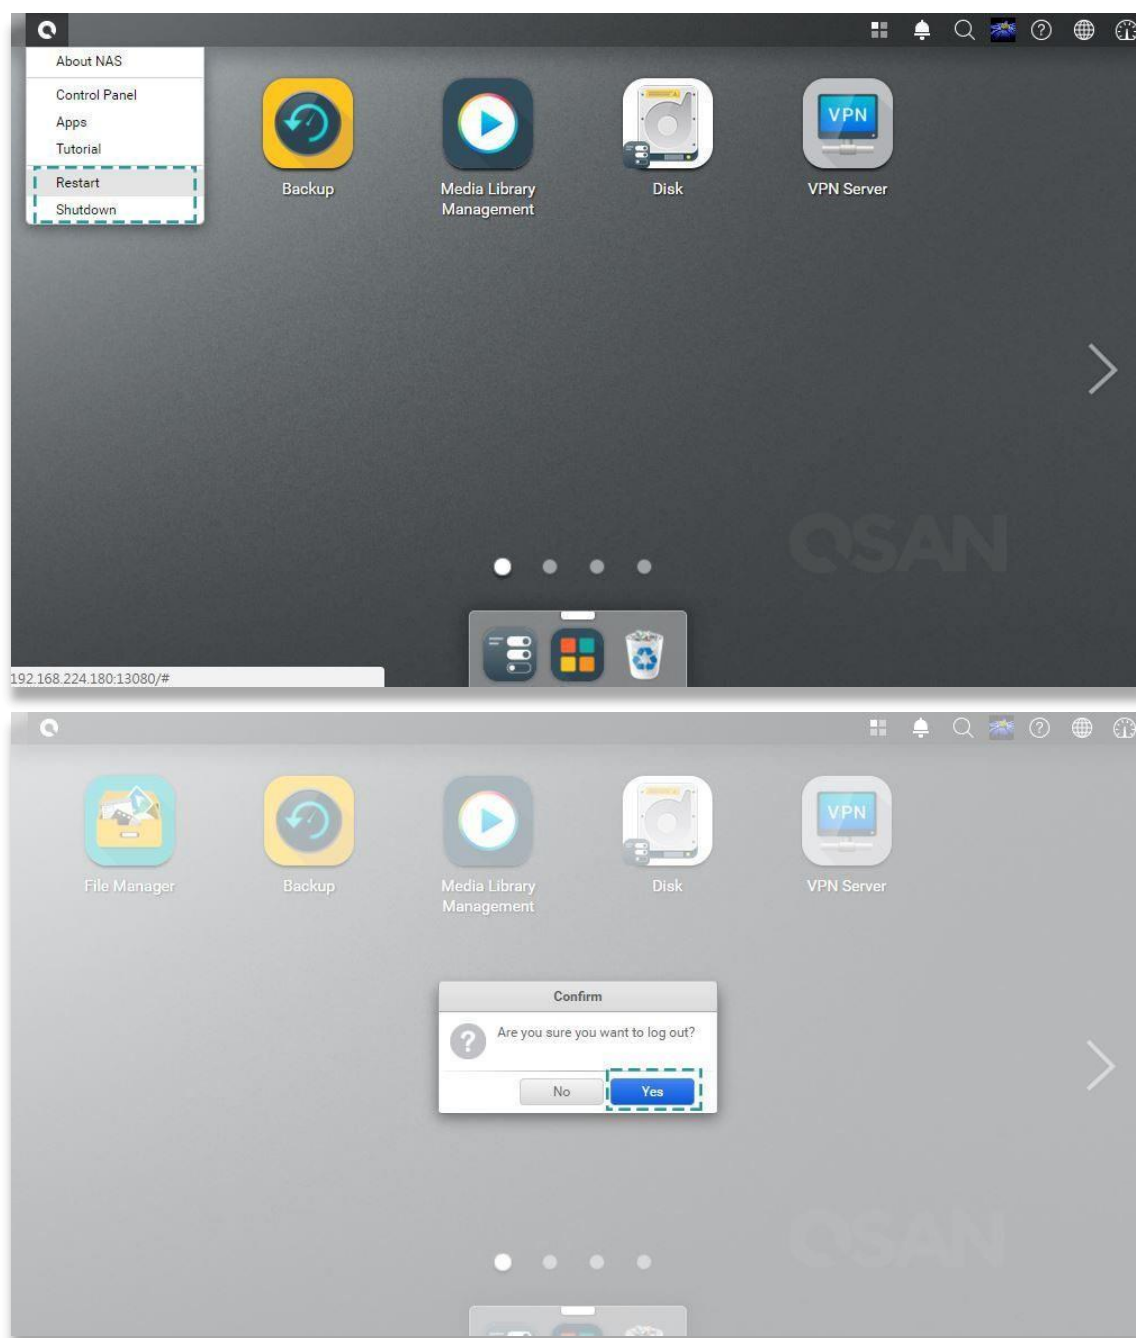 About NAS
Control Panel
Apps
Tutorial
Restart
Shutdown
VPN
Backup
Media Library
Management
Disk
VPN Server
QSAN
192.168.224.180:13080/#
VPN
File Manager
Backup
Media Library
Management
Disk
VPN Server
Confirm
Are you sure you want to log out?
No
Yes
QSAN